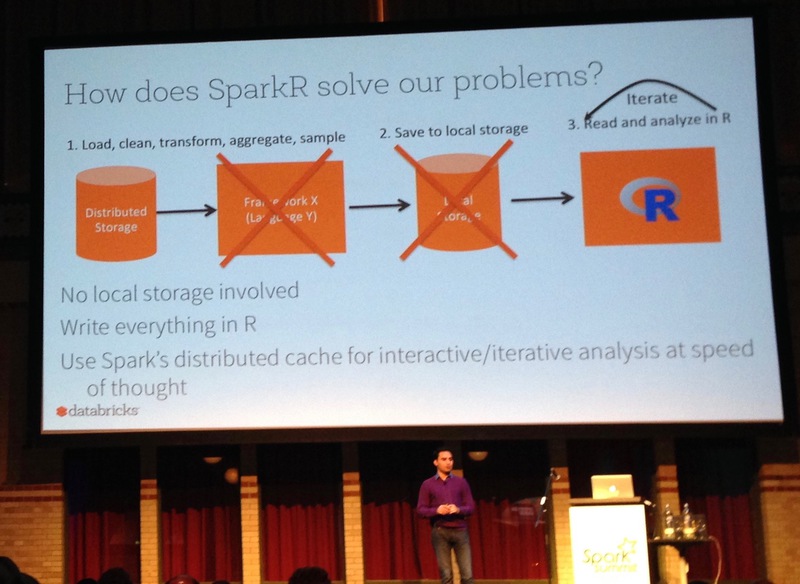 How does SparkR solve our problems?
Iterate
1. Load, clean, transform, aggregate, sample
2. Save to local storage
3. Read and analyze in R
Distributed
Storage
Framework X
(Language Y)
Local
Storage
R
No local storage involved
Write everything in R
Use Spark's distributed cache for interactive/iterative analysis at speed
of thought
databricks
Spark
Summit